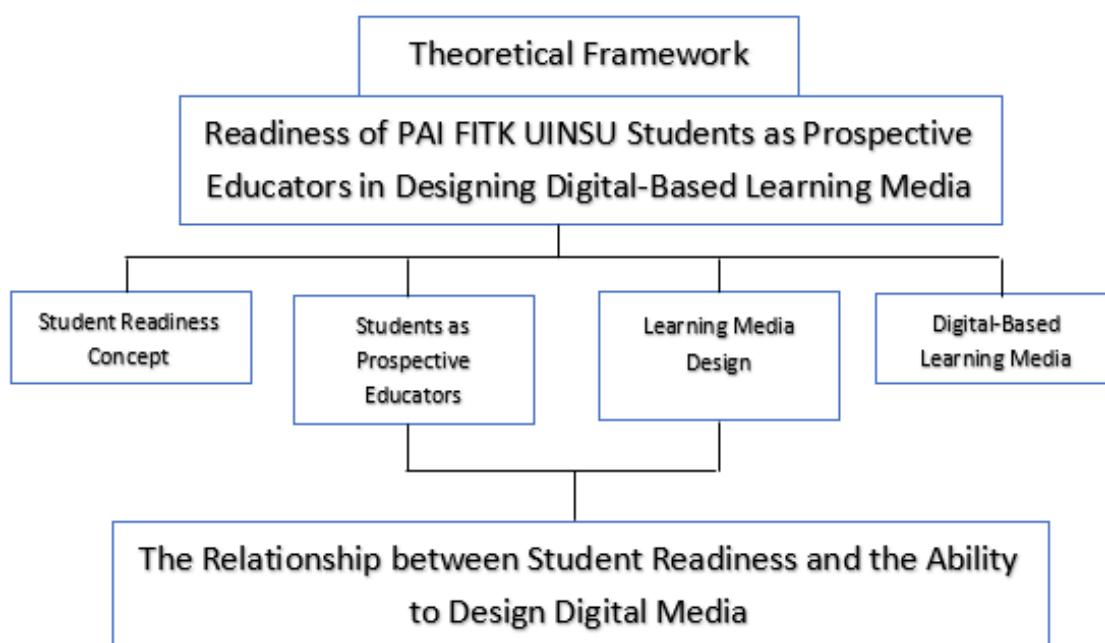 Theoretical Framework
Readiness of PAI FITK UINSU Students as Prospective
Educators in Designing Digital-Based Learning Media
Student Readiness
Concept
Students as
Prospective
Educators
Learning Media
Design
Digital-Based
Learning Media
The Relationship between Student Readiness and the Ability
to Design Digital Media